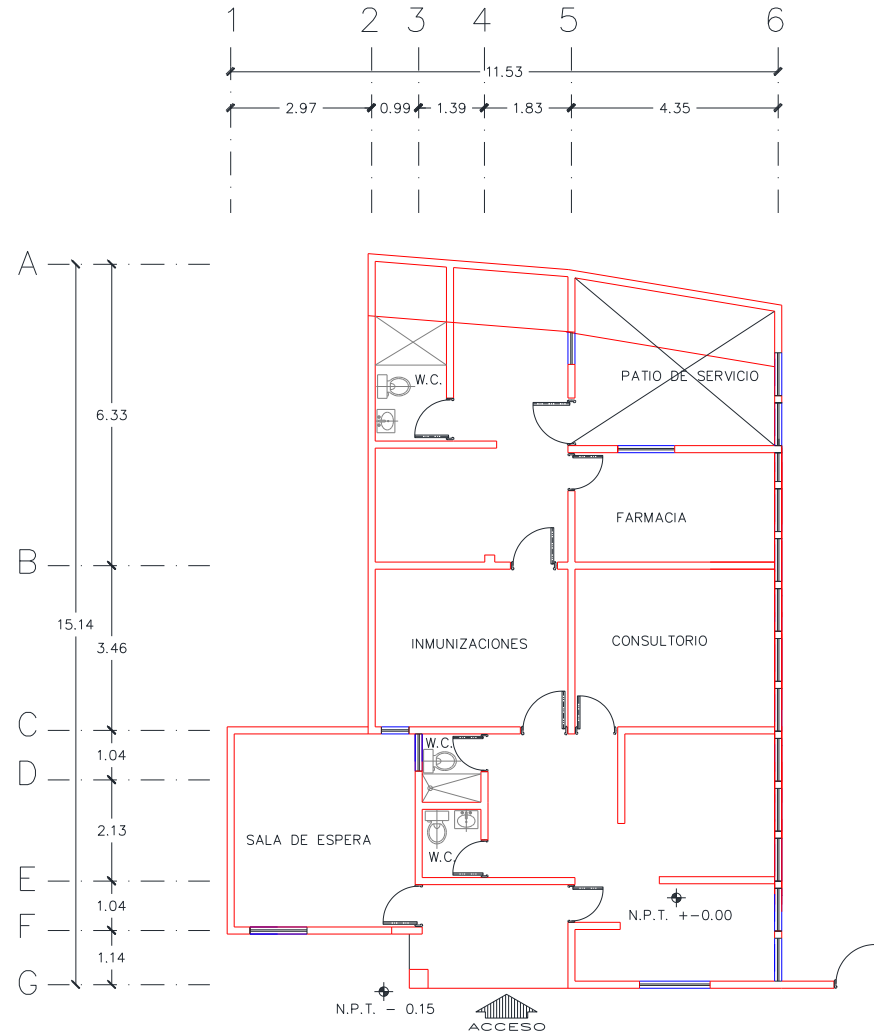 1 2 3 4 5 6
11.53
2.97 0.99 1.39 1.83 4.35
A
W.C.
PATIO DE SERVICIO
6.33
FARMACIA
B
15.14
3.46
INMUNIZACIONES
CONSULTORIO
C
W.C.
1.04
D
2.13
SALA DE ESPERA
W.C.
E
1.04
N.P.T. +-0.00
F
1.14
G
N.P.T. - 0.15
ACCESO